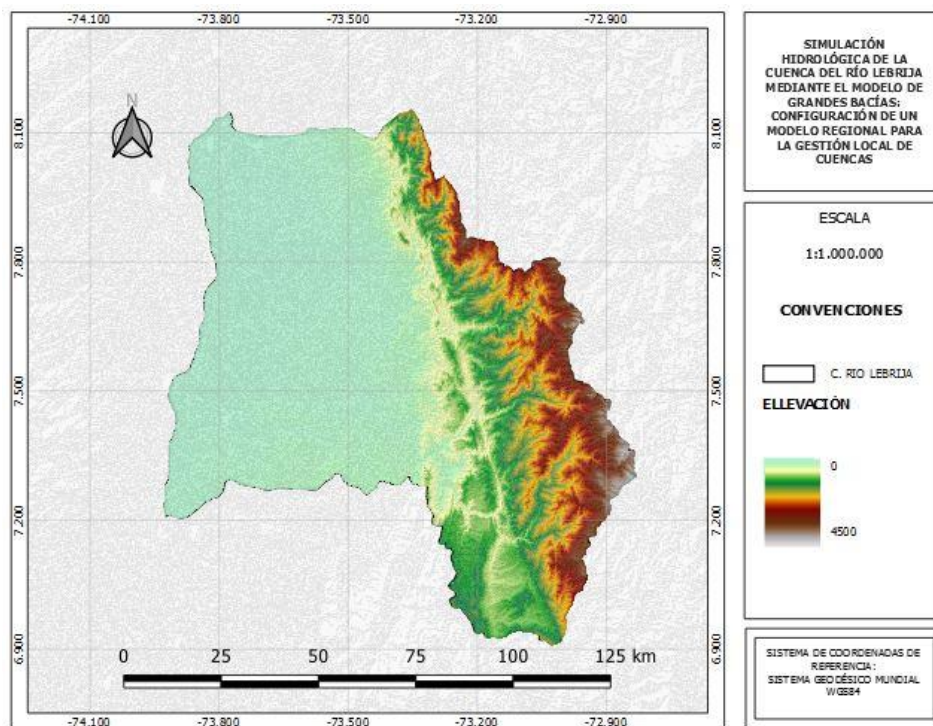 -74.100 -73.800 -73.500 -73.200 -72.900
N
8.100 8.100
7.800 7.800
7.500 7.500
7.200 7.200
6.900 6.900
0 25 50 75 100 125 km
-74.100 -73.800 -73.500 -73.200 -72.900
SIMULACIÓN
HIDROLÓGICA DE LA
CUENCA DEL RÍO LEBRIJA
MEDIANTE EL MODELO DE
GRANDES BACÍAS:
CONFIGURACIÓN DE UN
MODELO REGIONAL PARA
LA GESTIÓN LOCAL DE
CUENCAS
ESCALA
1:1.000.000
CONVENCIONES
C. RIO LEBRIJA
ELLEVACIÓN
0
4500
SISTEMA DE COORDENADAS DE
REFERENCIA:
SISTEMA GEODÉSICO MUNDIAL
WGS84